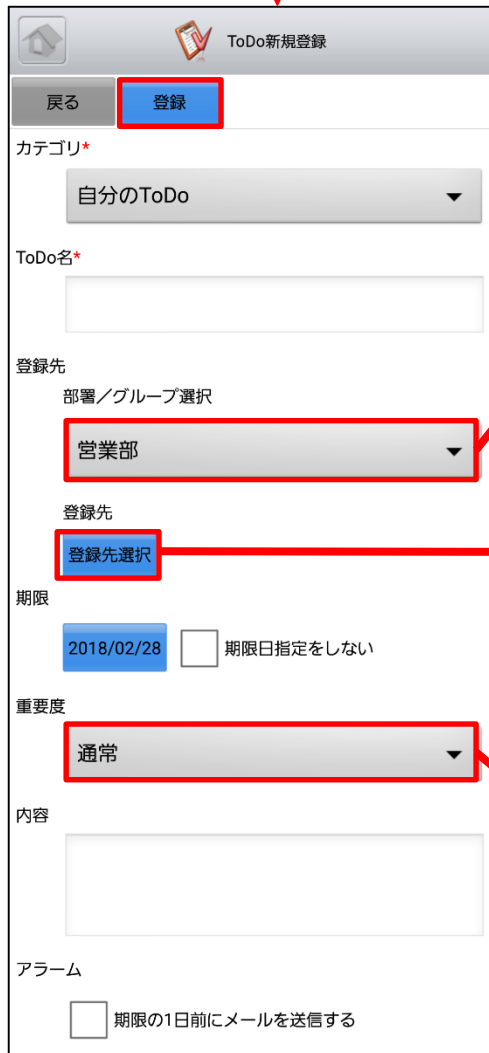 ToDo新規登録
戻る 登録
カテゴリ*
自分のToDo
ToDo名*
登録先
部署／グループ選択
営業部
登録先
登録先選択
期限
2018/02/28 期限日指定をしない
重要度
通常
内容
アラーム
期限の1日前にメールを送信する